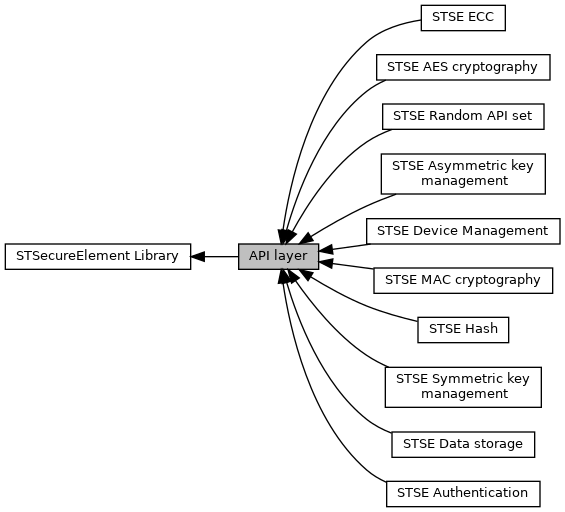 STSE ECC
STSE AES cryptography
STSE Random API set
STSE Asymmetric key
management
STSE Device Management
STSecureElement Library
API layer
STSE MAC cryptography
STSE Hash
STSE Symmetric key
management
STSE Data storage
STSE Authentication